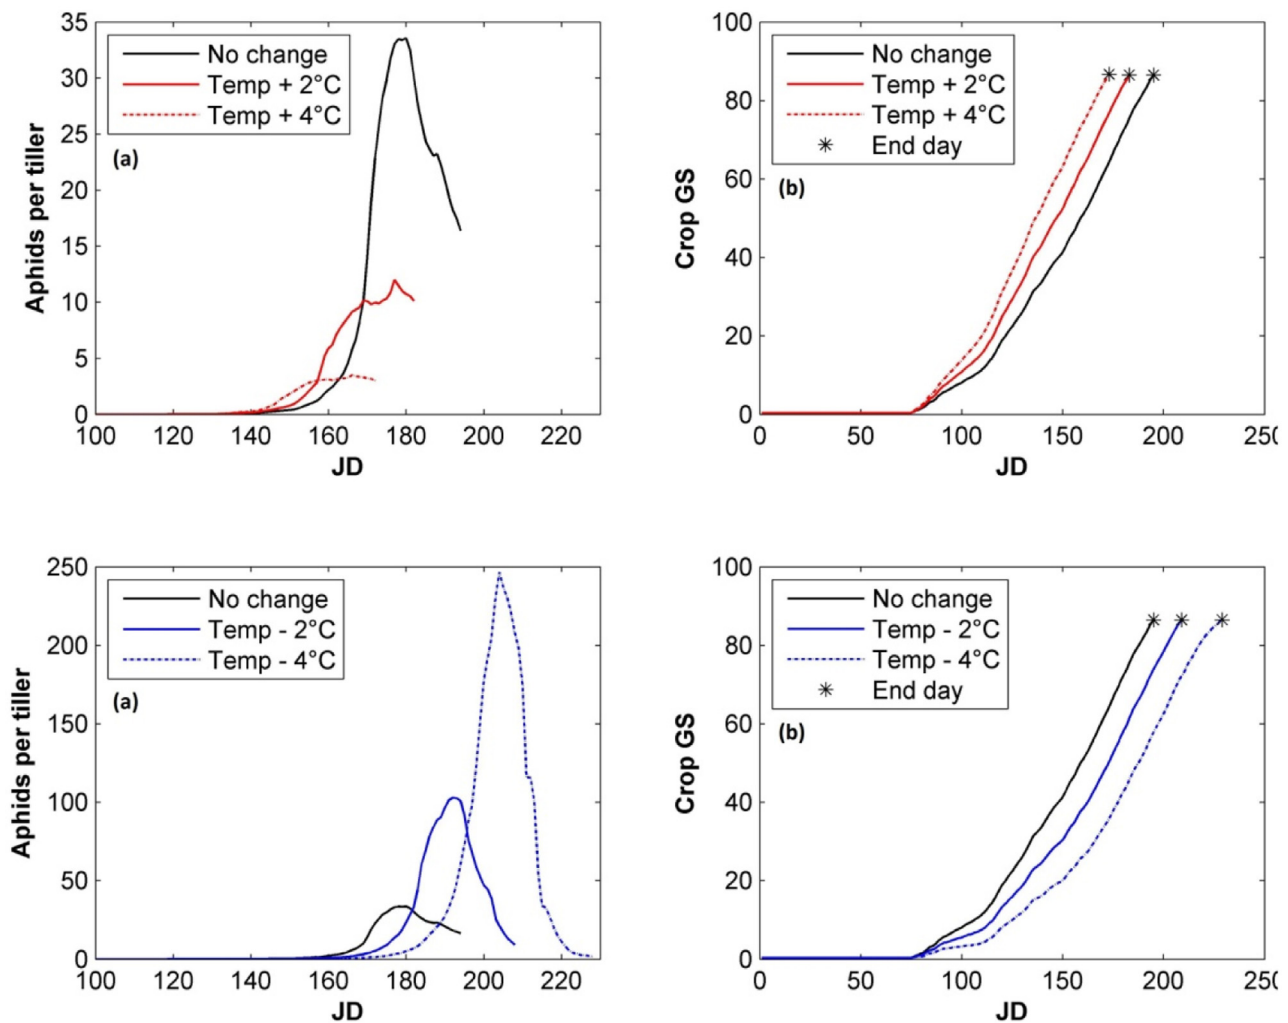 35
30
25
20
15
10
5
0
Aphids per tiller
No change
Temp + 2°C
Temp + 4°C
(a)
100 120 140 160 180 200 220
JD
100
80
60
40
20
0
Crop GS
No change
Temp + 2°C
Temp + 4°C
End day
(b)
0 50 100 150 200 250
JD
250
200
150
100
50
0
Aphids per tiller
No change
Temp - 2°C
Temp - 4°C
(a)
100 120 140 160 180 200 220
JD
100
80
60
40
20
0
Crop GS
No change
Temp - 2°C
Temp - 4°C
End day
(b)
0 50 100 150 200 250
JD